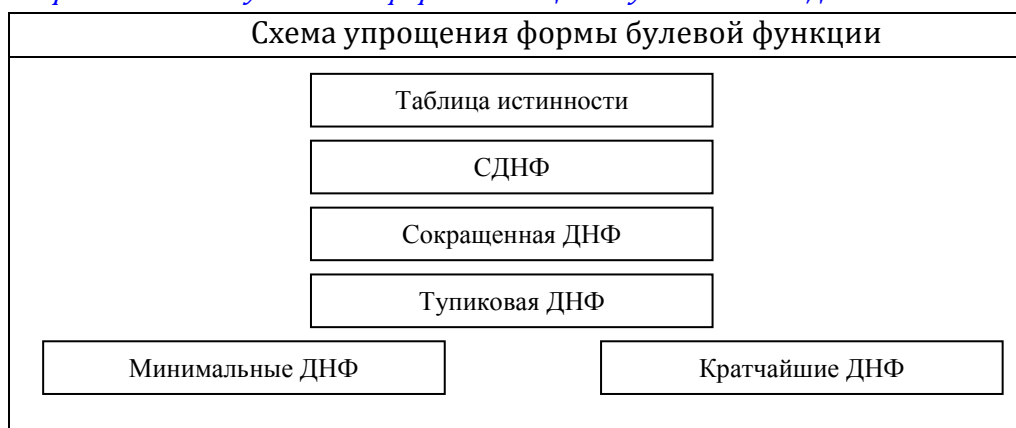 Схема упрощения формы булевой функции
Таблица истинности
СДНФ
Сокращенная ДНФ
Тупиковая ДНФ
Минимальные ДНФ
Кратчайшие ДНФ